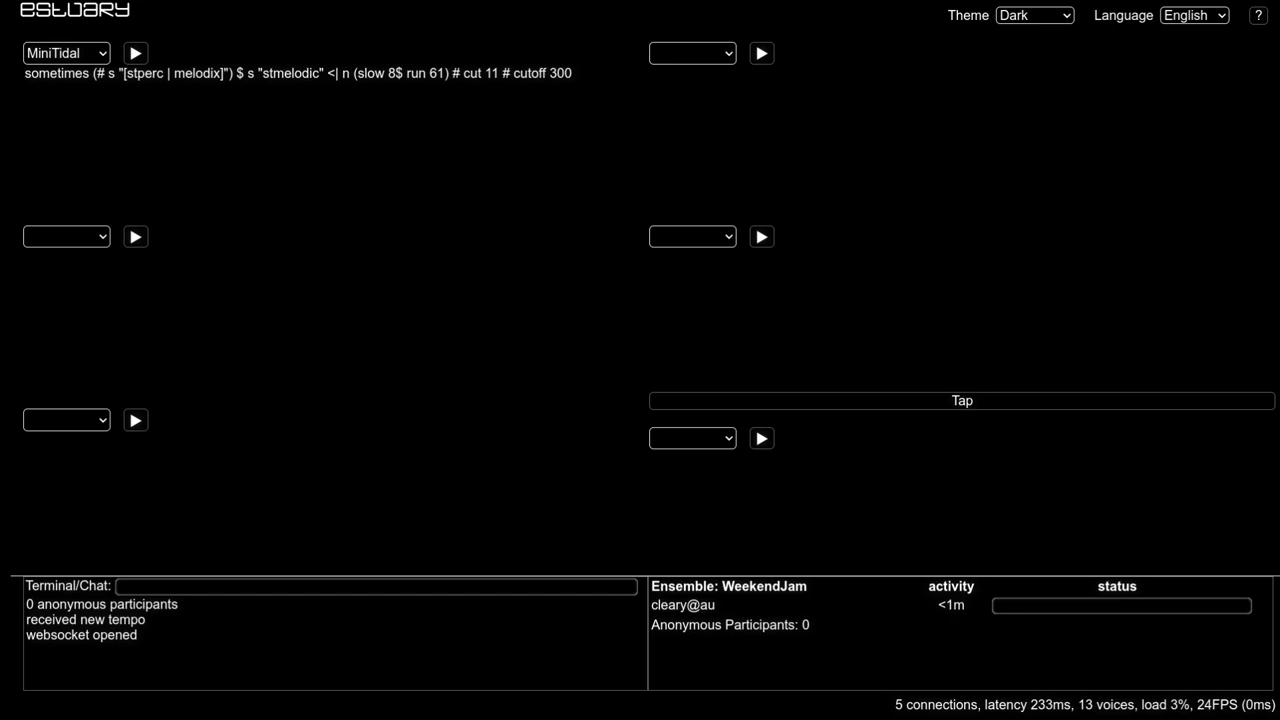 estuary
Theme Dark Language English ?
MiniTidal
sometimes (# s "[stperc | melodix]") $ s "stmelodic" <| n (slow 8$ run 61) # cut 11 # cutoff 300
Tap
Terminal/Chat:
0 anonymous participants
received new tempo
websocket opened
Ensemble: WeekendJam activity status
cleary@au <1m
Anonymous Participants: 0
5 connections, latency 233ms, 13 voices, load 3%, 24FPS (0ms)